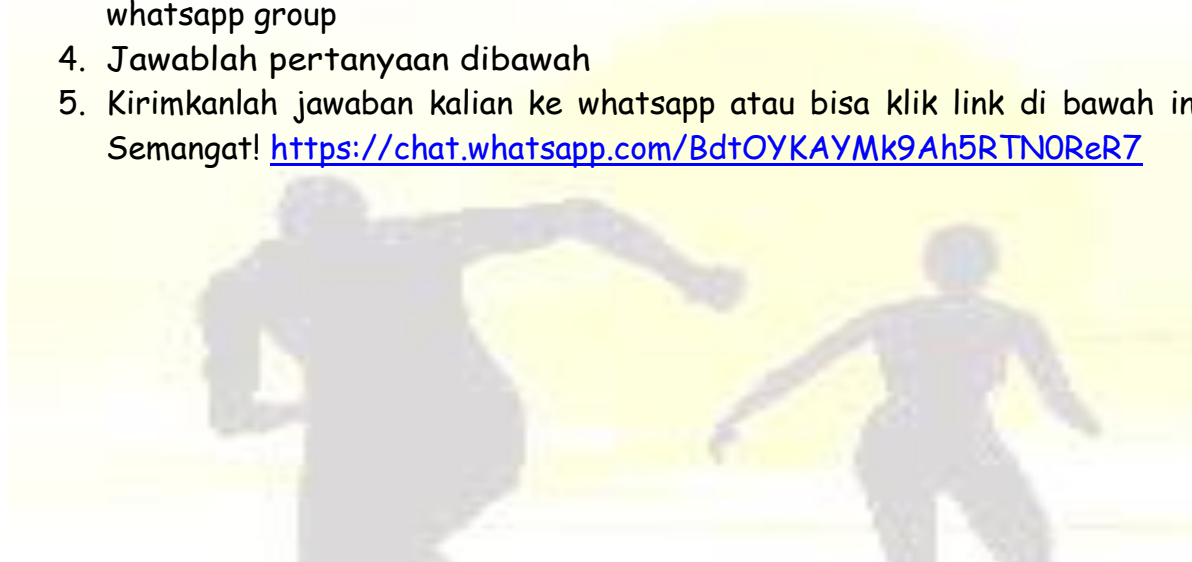 whatsapp group
4. Jawablah pertanyaan dibawah
5. Kirimkanlah jawaban kalian ke whatsapp atau bisa klik link di bawah
Semangat! https://chat.whatsapp.com/BdtOYKAYMk9Ah5RTN0ReR7